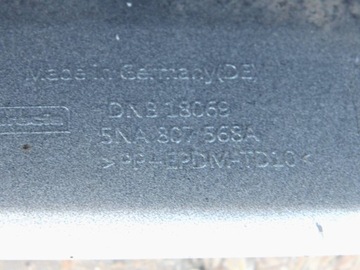 Made in Germany(DE)
DNB 18069
5NA 807 568A
>PP+EPDM-TD10<